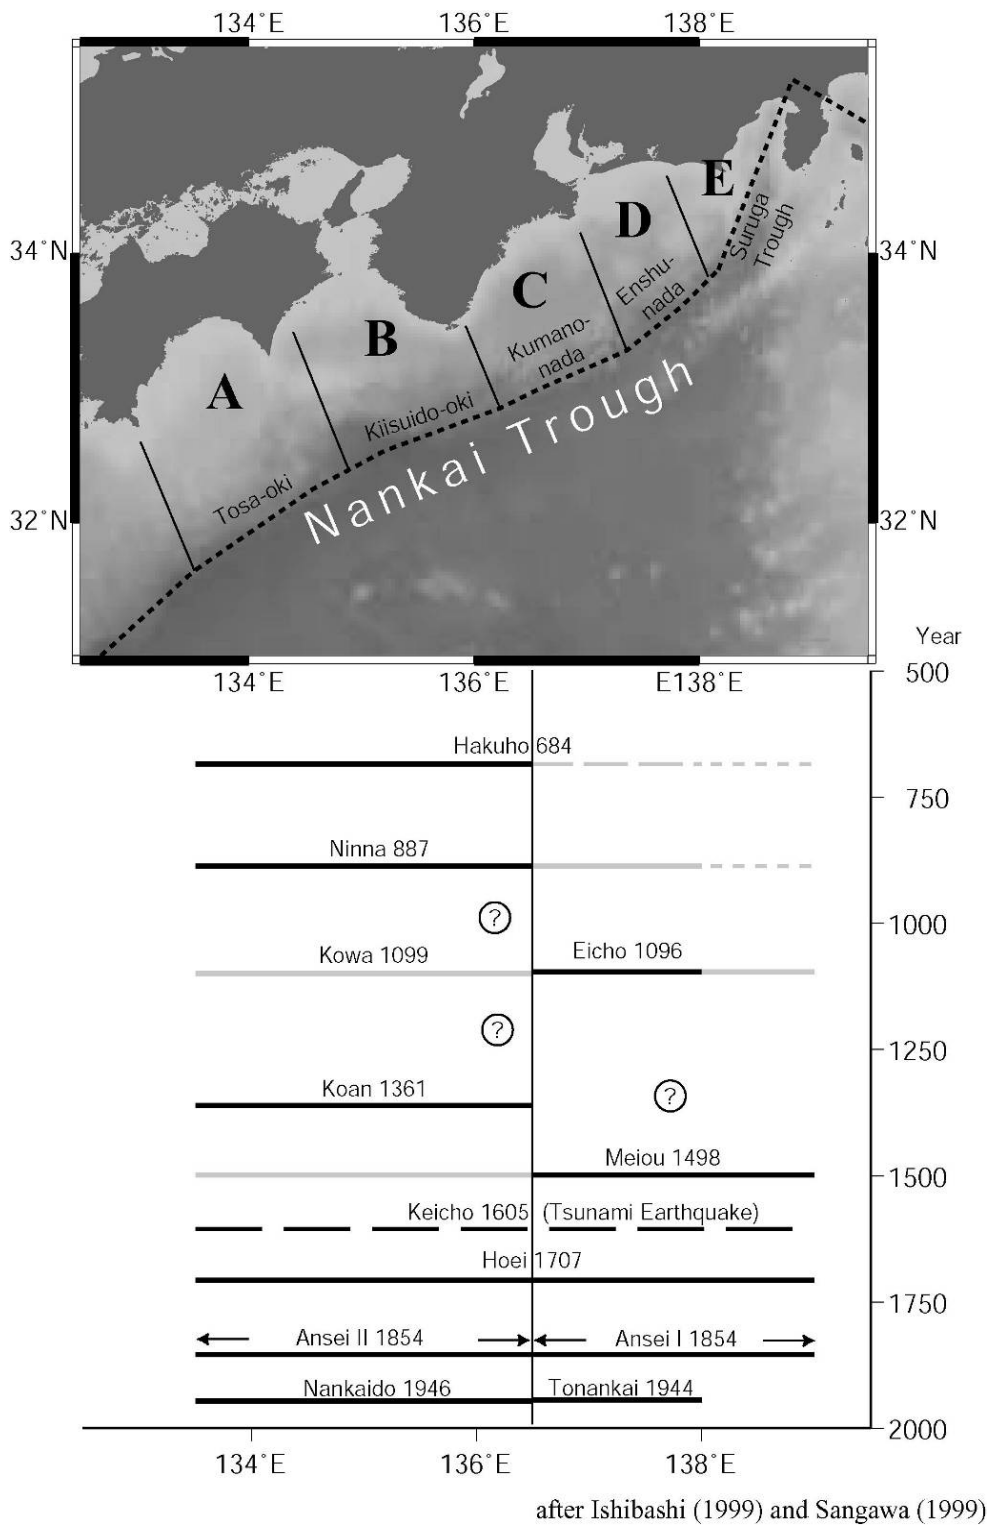 134˚E 136˚E 138˚E
E
D
Suruga
Trough
34˚N 34˚N
C
Enshu-
nada
B
Kumano-
nada
A
Kiisuido-oki
Nankai Trough
Tosa-oki
32˚N 32˚N
Year
134˚E 136˚E E138˚E 500
Hakuho 684
750
Ninna 887
? 1000
Kowa 1099 Eicho 1096
? 1250
Koan 1361 ?
Meiou 1498 1500
Keicho 1605 (Tsunami Earthquake)
Hoei 1707
1750
Ansei II 1854 Ansei I 1854
Nankaido 1946 Tonankai 1944
2000
134˚E 136˚E 138˚E
after Ishibashi (1999) and Sangawa (1999)